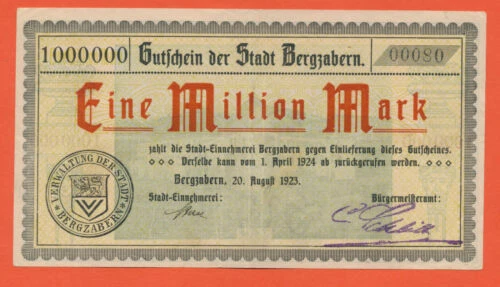 1000000 Gutschein der Stadt Bergzabern. 00080
Eine Million Mark
zahlt die Stadt-Einnehmerei Bergzabern gegen Einlieferung dieses Gutscheines.
Derselbe kann vom 1. April 1924 ab zurückgerufen werden.
Bergzabern, 20. August 1923.
Stadt-Einnehmerei: Bürgermeisteramt:
VERWALTUNG DER STADT
BERGZABERN